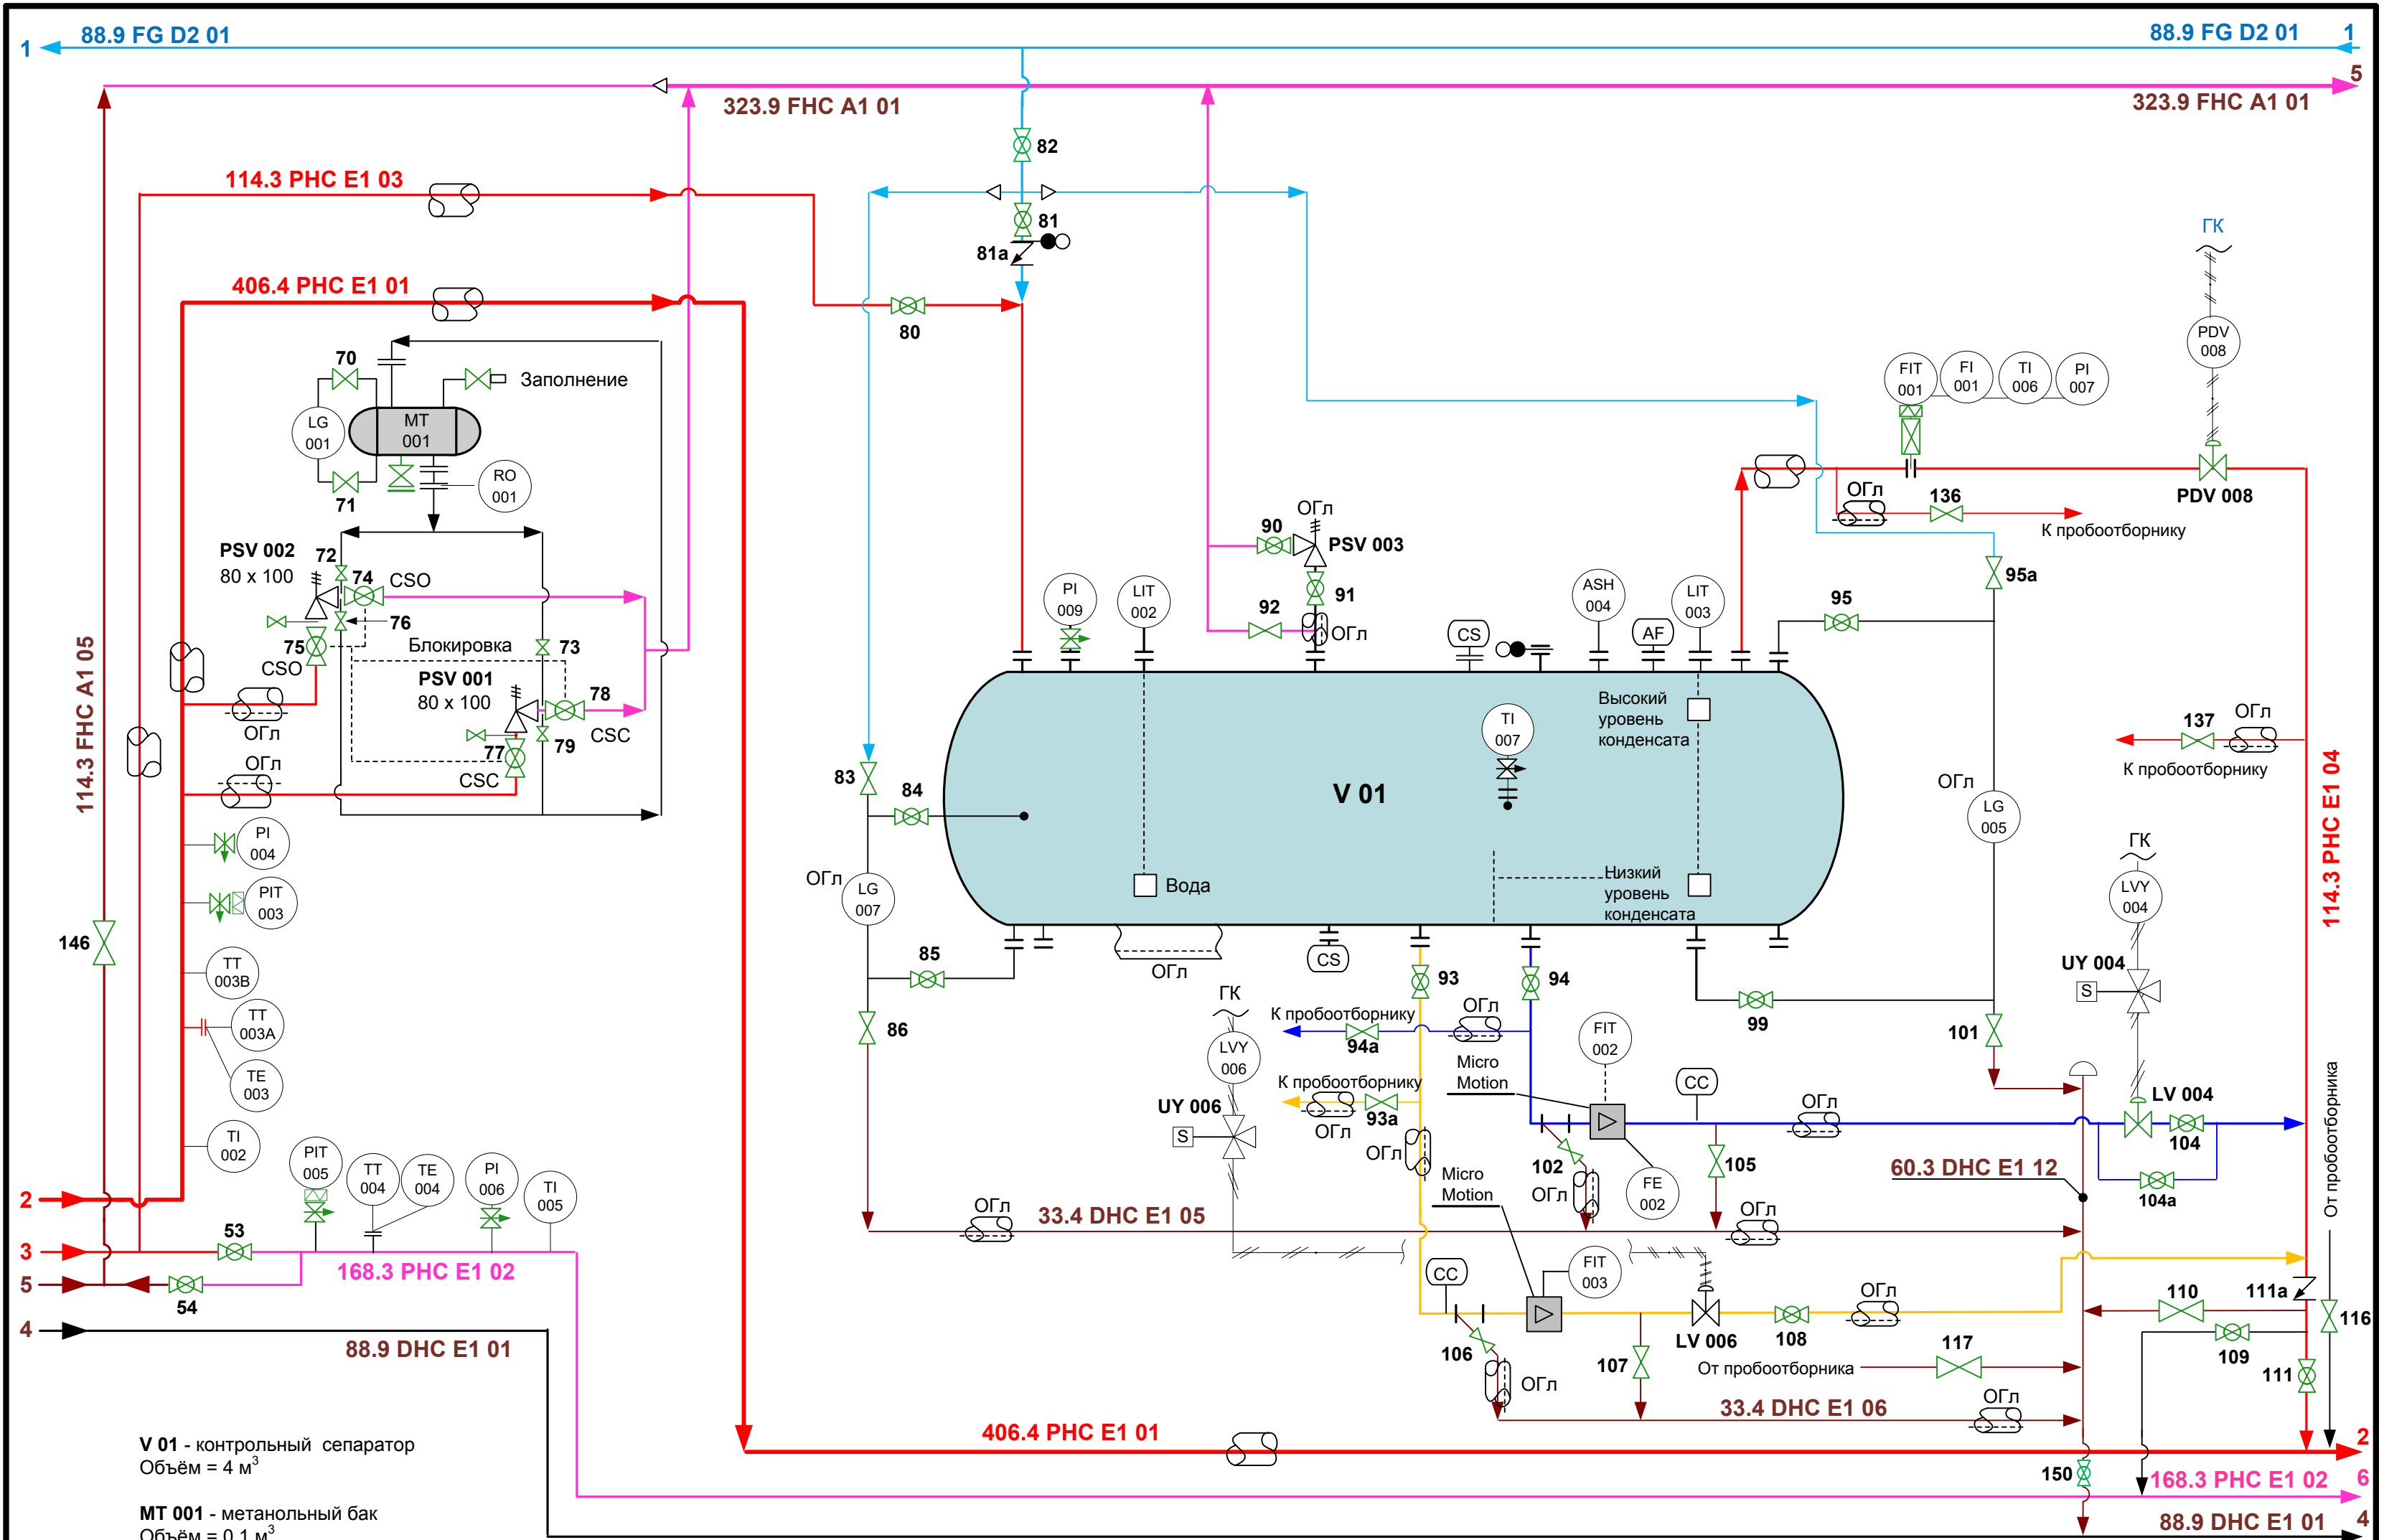 88.9 FG D2 01
88.9 FG D2 01
1
1
5
323.9 FHC A1 01
323.9 FHC A1 01
82
114.3 PHC E1 03
81
81a
ГК
406.4 PHC E1 01
80
PDV
008
70
Заполнение
FIT
001
FI
001
TI
006
PI
007
LG
001
MT
001
RO
001
71
PDV 008
ОГл
136
К пробоотборнику
ОГл
90
PSV 003
PSV 002
80 x 100
72
74
CSO
76
75
CSO
Блокировка
73
PSV 001
80 x 100
78
CSC
79
77
CSC
ОГл
ОГл
114.3 FHC A1 05
PI
009
LIT
002
91
92
ОГл
CS
ASH
004
AF
LIT
003
95
95a
Высокий
уровень
конденсата
TI
007
V 01
137
ОГл
К пробоотборнику
114.3 PHC E1 04
83
84
ОГл
LG
005
PI
004
PIT
003
ОГл
LG
007
Вода
Низкий
уровень
конденсата
ГК
LVY
004
146
TT
003B
TT
003A
TE
003
TI
002
85
ОГл
CS
93
94
UY 004
S
86
ГК
К пробоотборнику
94a
ОГл
FIT
002
99
101
LVY
006
Micro
Motion
К пробоотборнику
93a
ОГл
UY 006
S
ОГл
CC
ОГл
LV 004
104
104a
От пробоотборника
102
105
60.3 DHC E1 12
FE
002
ОГл
Micro
Motion
PIT
005
TT
004
TE
004
PI
006
TI
005
2
53
3
5
54
168.3 PHC E1 02
ОГл
33.4 DHC E1 05
ОГл
CC
FIT
003
ОГл
110
111a
116
4
88.9 DHC E1 01
106
107
LV 006
108
109
111
117
От пробоотборника
ОГл
33.4 DHC E1 06
ОГл
406.4 PHC E1 01
2
V 01 - контрольный сепаратор
Объём = 4 м³
150
168.3 PHC E1 02
6
МТ 001 - метанольный бак
Объём = 0,1 м³
88.9 DHC E1 01
4